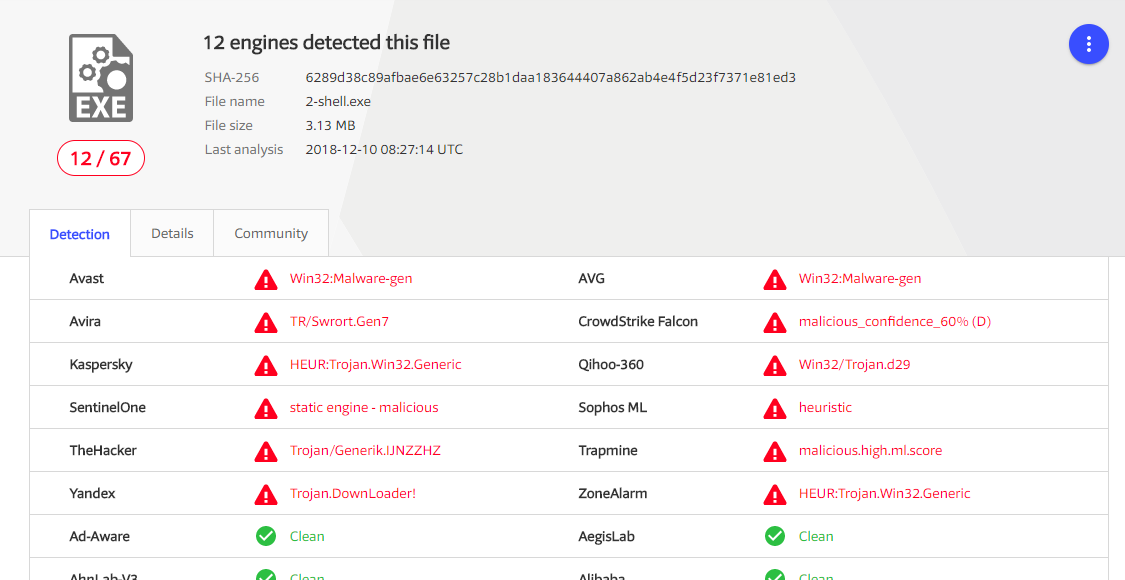 12 engines detected this file
SHA-256 6289d38c89afbae6e63257c28b1daa183644407a862ab4e4f5d23f7371e81ed3
File name 2-shell.exe
File size 3.13 MB
Last analysis 2018-12-10 08:27:14 UTC
EXE
12 / 67
Detection Details Community
Avast Win32:Malware-gen AVG Win32:Malware-gen
Avira TR/Swrort.Gen7 CrowdStrike Falcon malicious_confidence_60% (D)
Kaspersky HEUR:Trojan.Win32.Generic Qihoo-360 Win32/Trojan.d29
SentinelOne static engine - malicious Sophos ML heuristic
TheHacker Trojan/Generik.IJNZZHZ Trapmine malicious.high.ml.score
Yandex Trojan.DownLoader! ZoneAlarm HEUR:Trojan.Win32.Generic
Ad-Aware Clean AegisLab Clean
AhnLab-V3 Clean Alibaba Clean